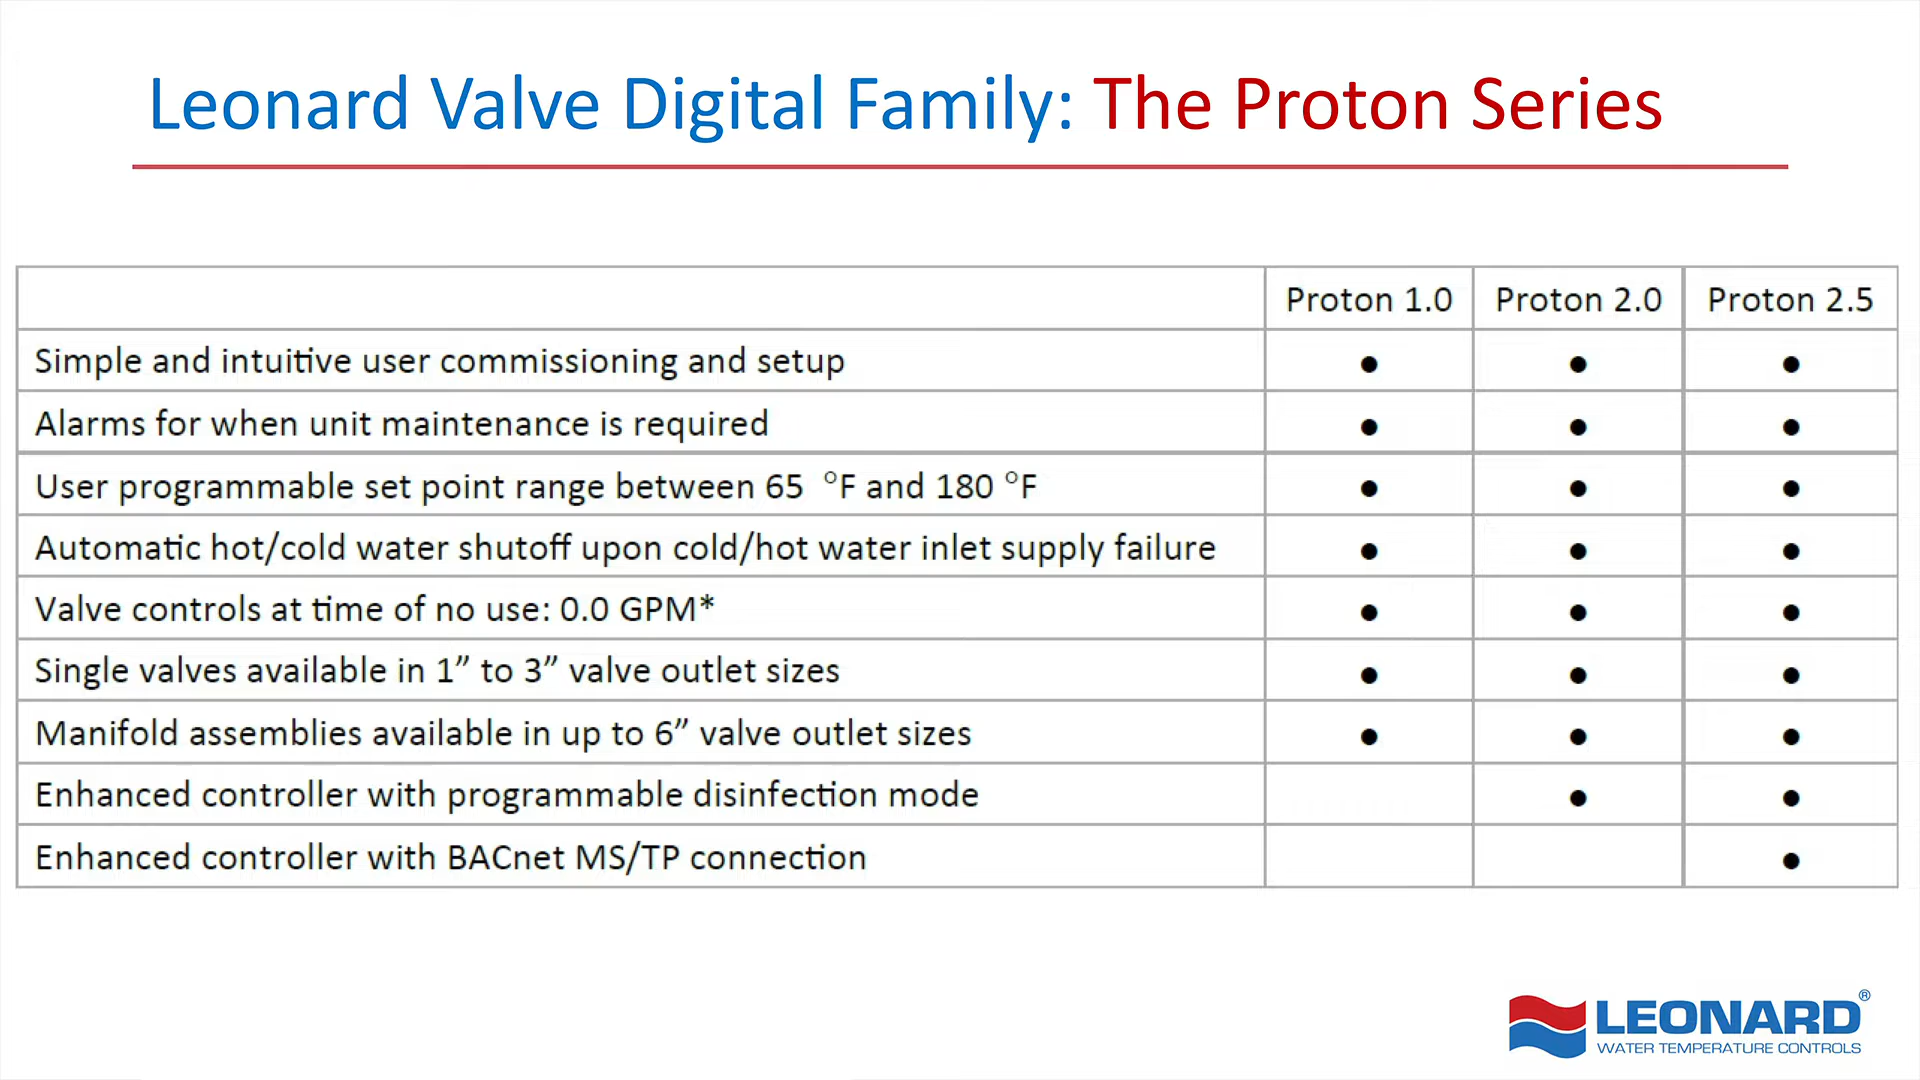 Leonard Valve Digital Family: The Proton Series
Proton 1.0 Proton 2.0 Proton 2.5
Simple and intuitive user commissioning and setup ● ● ●
Alarms for when unit maintenance is required ● ● ●
User programmable set point range between 65 °F and 180 °F ● ● ●
Automatic hot/cold water shutoff upon cold/hot water inlet supply failure ● ● ●
Valve controls at time of no use: 0.0 GPM* ● ● ●
Single valves available in 1” to 3” valve outlet sizes ● ● ●
Manifold assemblies available in up to 6” valve outlet sizes ● ● ●
Enhanced controller with programmable disinfection mode ● ●
Enhanced controller with BACnet MS/TP connection ●
LEONARD®
WATER TEMPERATURE CONTROLS